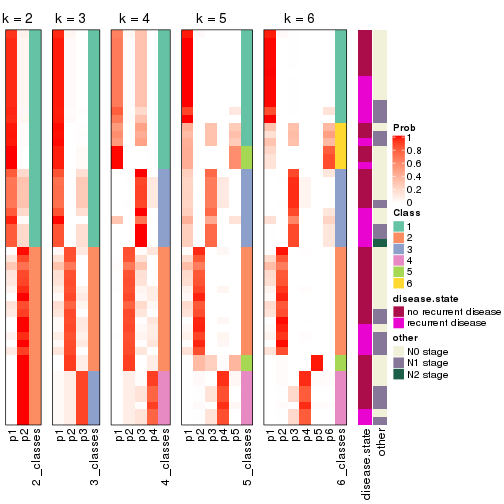 k = 2
k = 3
k = 4
k = 5
k = 6
Prob
1
0.8
0.6
0.4
0.2
0
Class
1
2
3
4
5
6
disease.state
no recurrent disease
recurrent disease
other
N0 stage
N1 stage
N2 stage
p1
p2
2_classes
p1
p2
p3
3_classes
p1
p2
p3
p4
4_classes
p1
p2
p3
p4
p5
5_classes
p1
p2
p3
p4
p5
p6
6_classes
disease.state
other